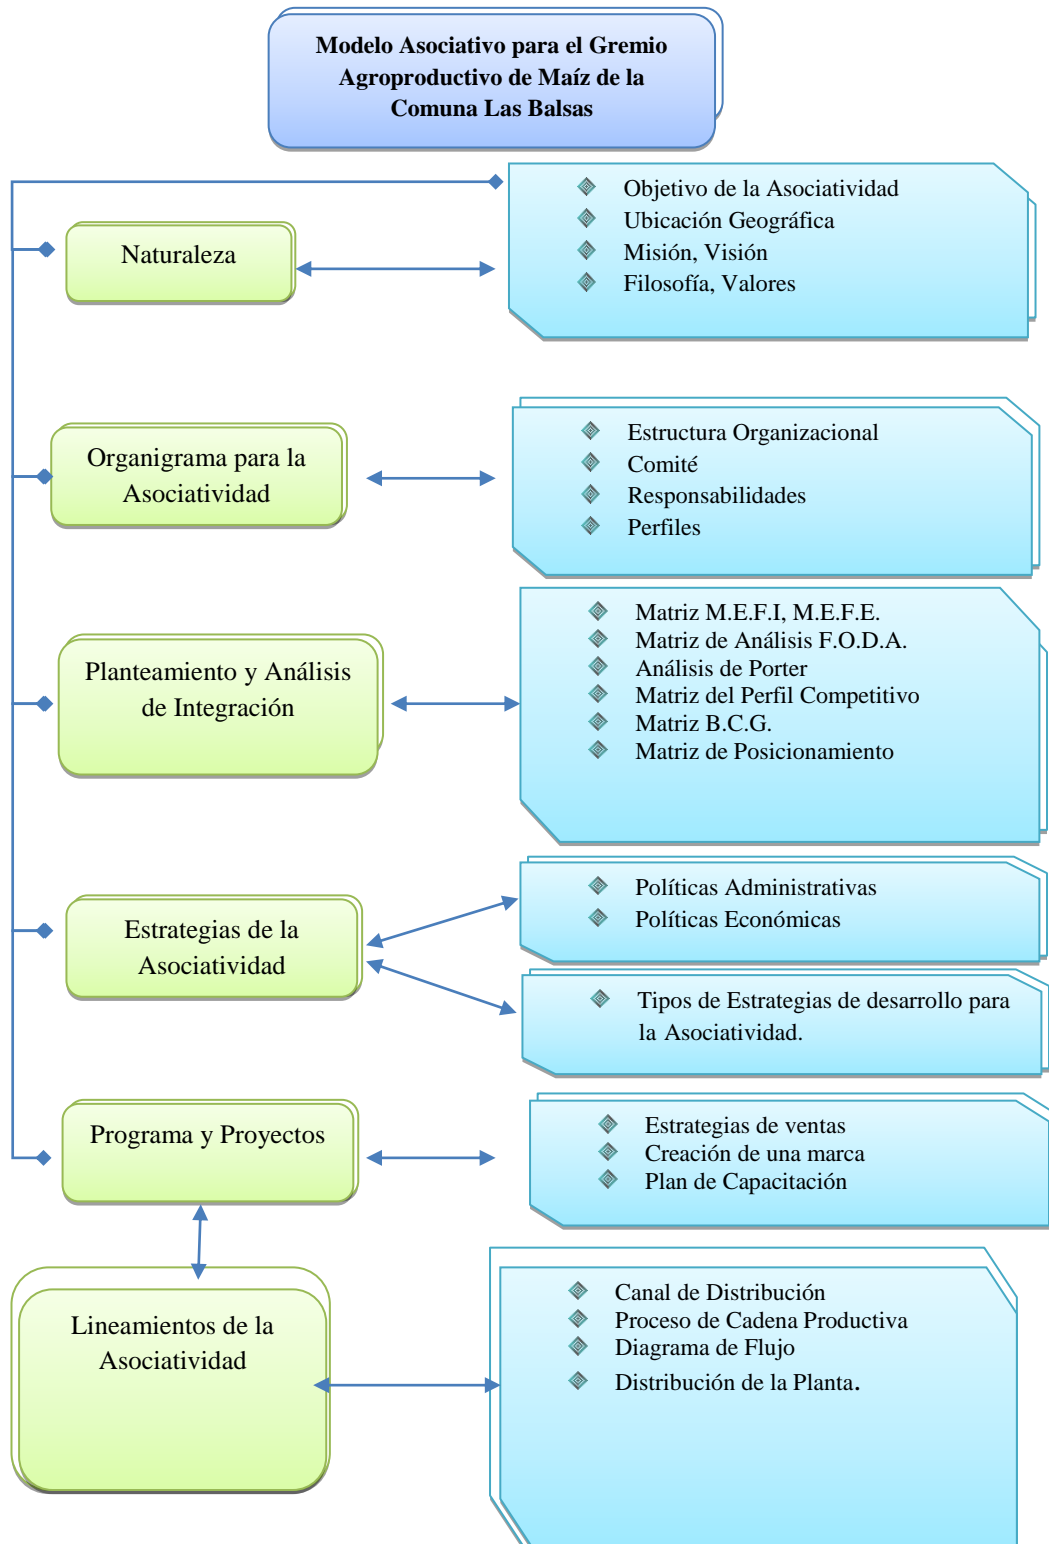 Modelo Asociativo para el Gremio
Agroproductivo de Maíz de la
Comuna Las Balsas
Naturaleza
Objetivo de la Asociatividad
Ubicación Geográfica
Misión, Visión
Filosofía, Valores
Organigrama para la
Asociatividad
Estructura Organizacional
Comité
Responsabilidades
Perfiles
Planteamiento y Análisis
de Integración
Matriz M.E.F.I, M.E.F.E.
Matriz de Análisis F.O.D.A.
Análisis de Porter
Matriz del Perfil Competitivo
Matriz B.C.G.
Matriz de Posicionamiento
Estrategias de la
Asociatividad
Políticas Administrativas
Políticas Económicas
Tipos de Estrategias de desarrollo para
la Asociatividad.
Programa y Proyectos
Estrategias de ventas
Creación de una marca
Plan de Capacitación
Lineamientos de la
Asociatividad
Canal de Distribución
Proceso de Cadena Productiva
Diagrama de Flujo
Distribución de la Planta.